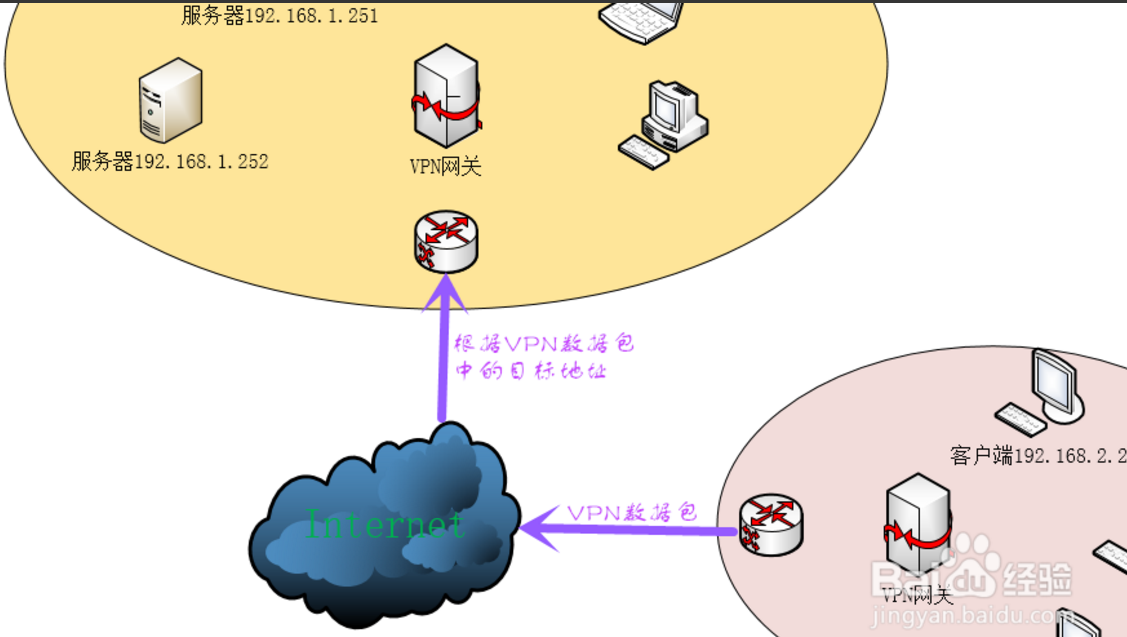 服务器192.168.1.251
服务器192.168.1.252
VPN网关
根据VPN数据包
中的目标地址
客户端192.168.2.2
Internet
VPN数据包
VPN网关
Baidu经验
jingyan.baidu.com